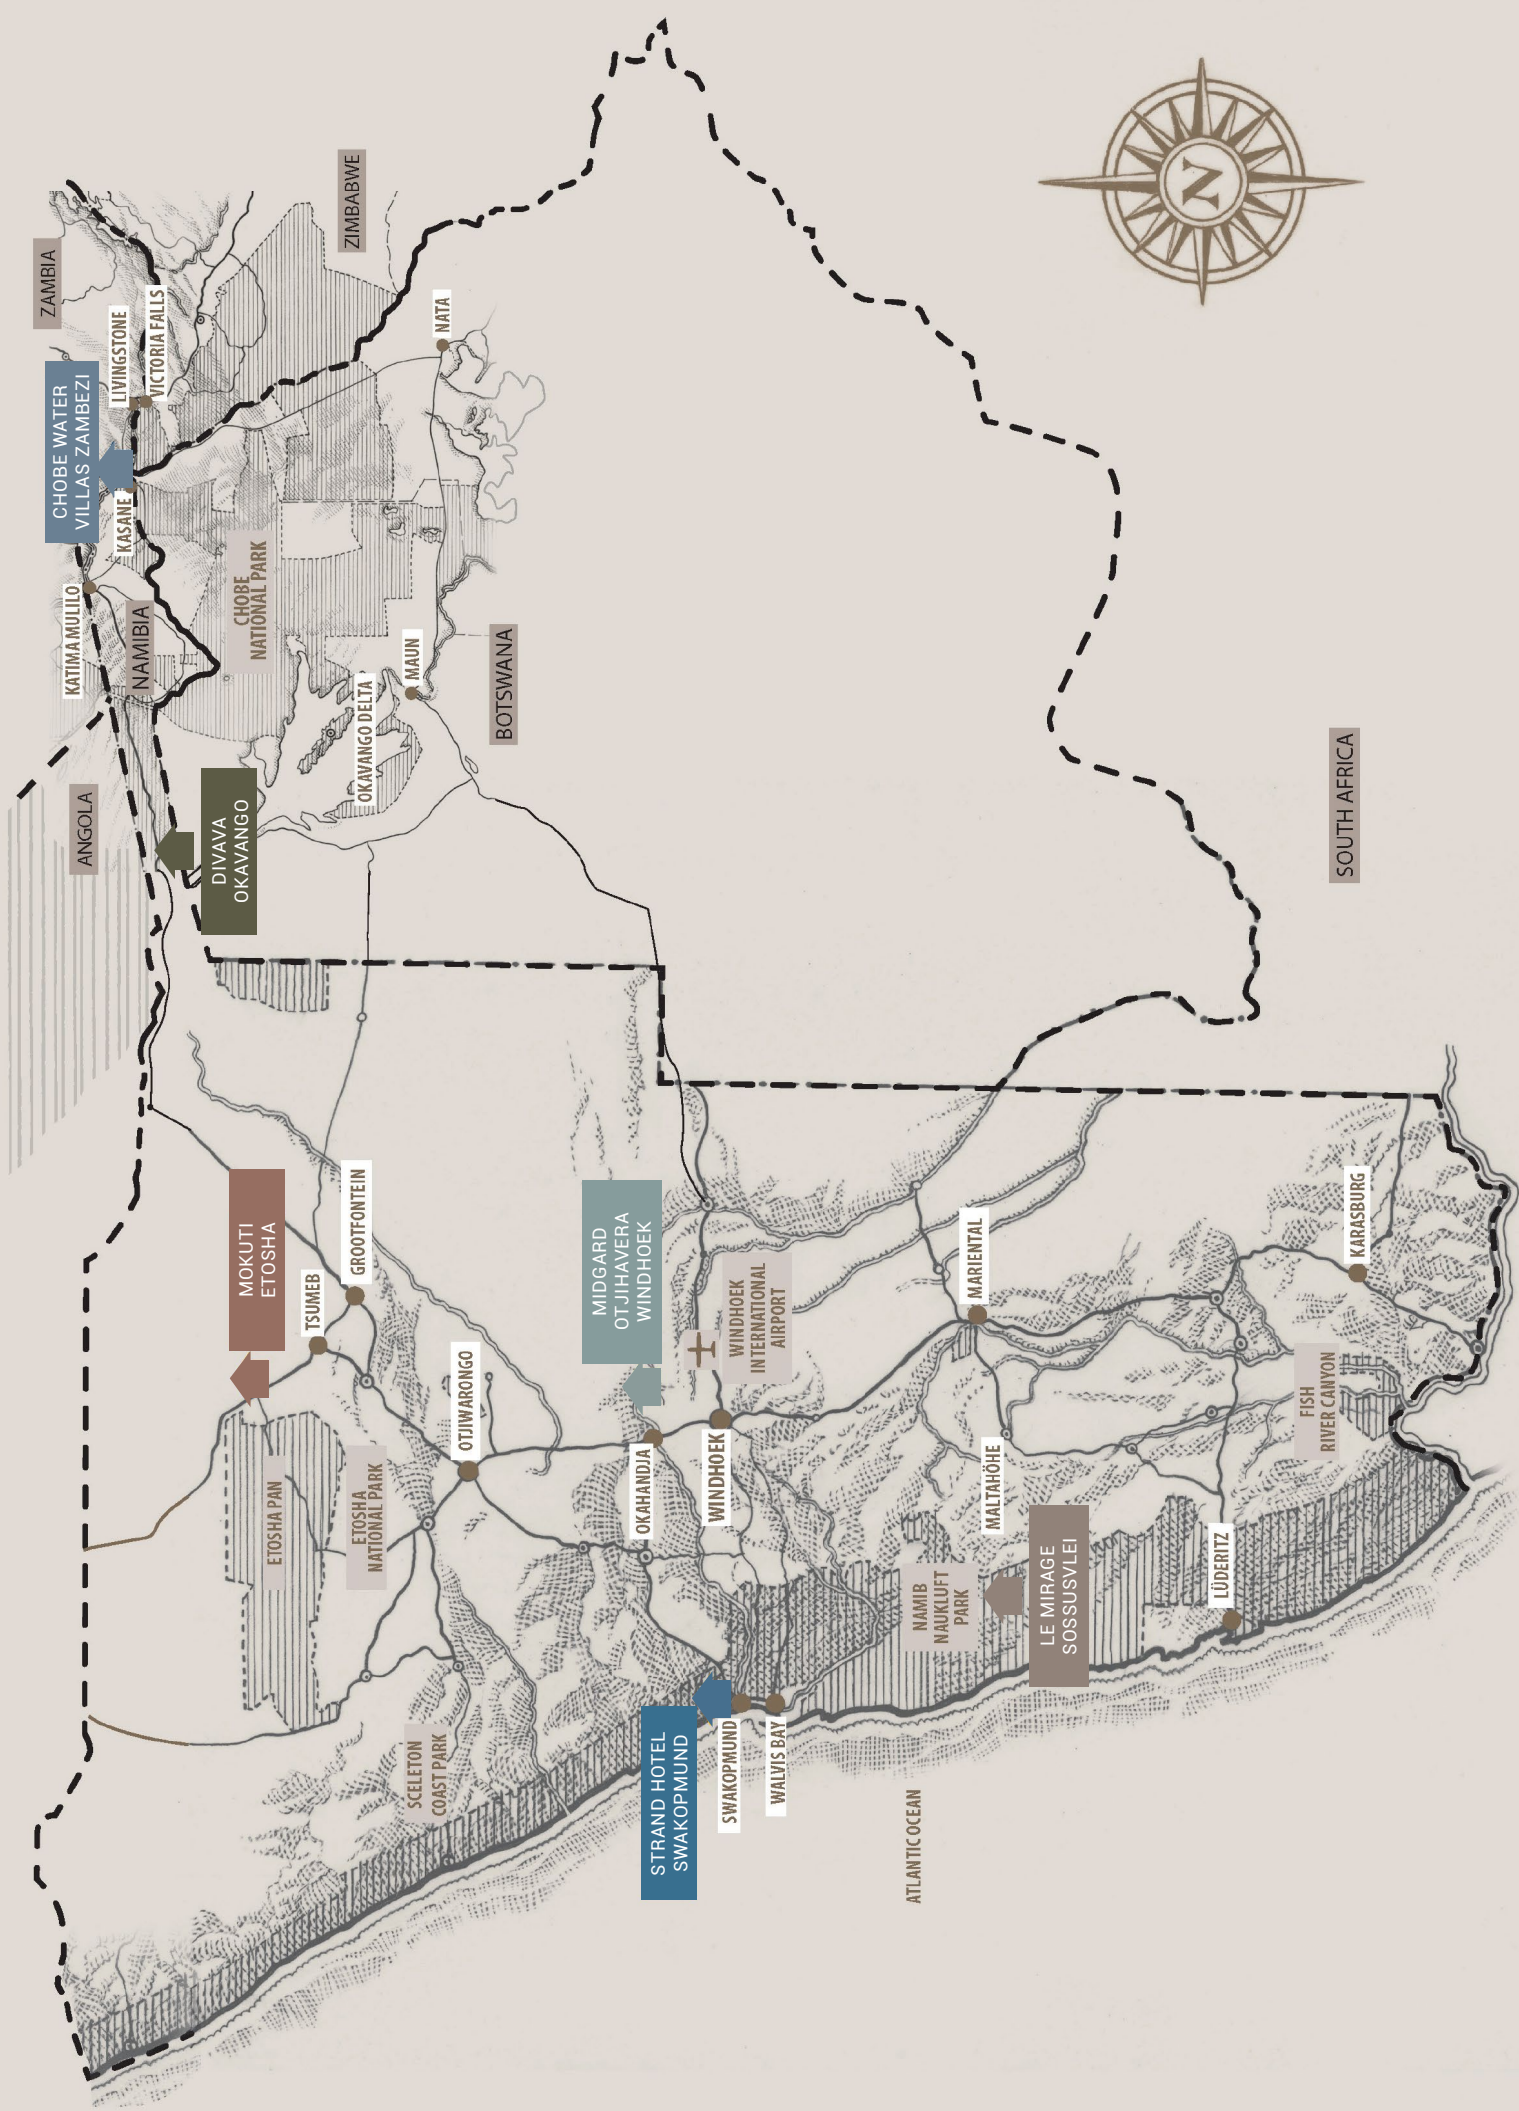 ZAMBIA
CHOBE WATER
VILLAS ZAMBEZI
LIVINGSTONE
VICTORIA FALLS
KATIMA MULILO
KASANE
ANGOLA
NAMIBIA
ZIMBABWE
DIVAVA
OKAVANGO
CHOBE
NATIONAL PARK
MOKUTI
ETOSHA
TSUMEB
GROOTFONTEIN
ETOSHA PAN
ETOSHA
NATIONAL PARK
OKAVANGO DELTA
MAUN
NATA
SCELETON
COAST PARK
OTJIWARONGO
BOTSWANA
MIDGARD
OTJIHAVERA
WINDHOEK
STRAND HOTEL
SWAKOPMUND
OKAHANDJA
SWAKOPMUND
WINDHOEK
WINDHOEK
INTERNATIONAL
AIRPORT
WALVIS BAY
ATLANTIC OCEAN
NAMIB
NAUKLUFT
PARK
MALTAHÖHE
MARIENTAL
LE MIRAGE
SOSSUSVLEI
LÜDERITZ
FISH
RIVER CANYON
KARASBURG
SOUTH AFRICA
N